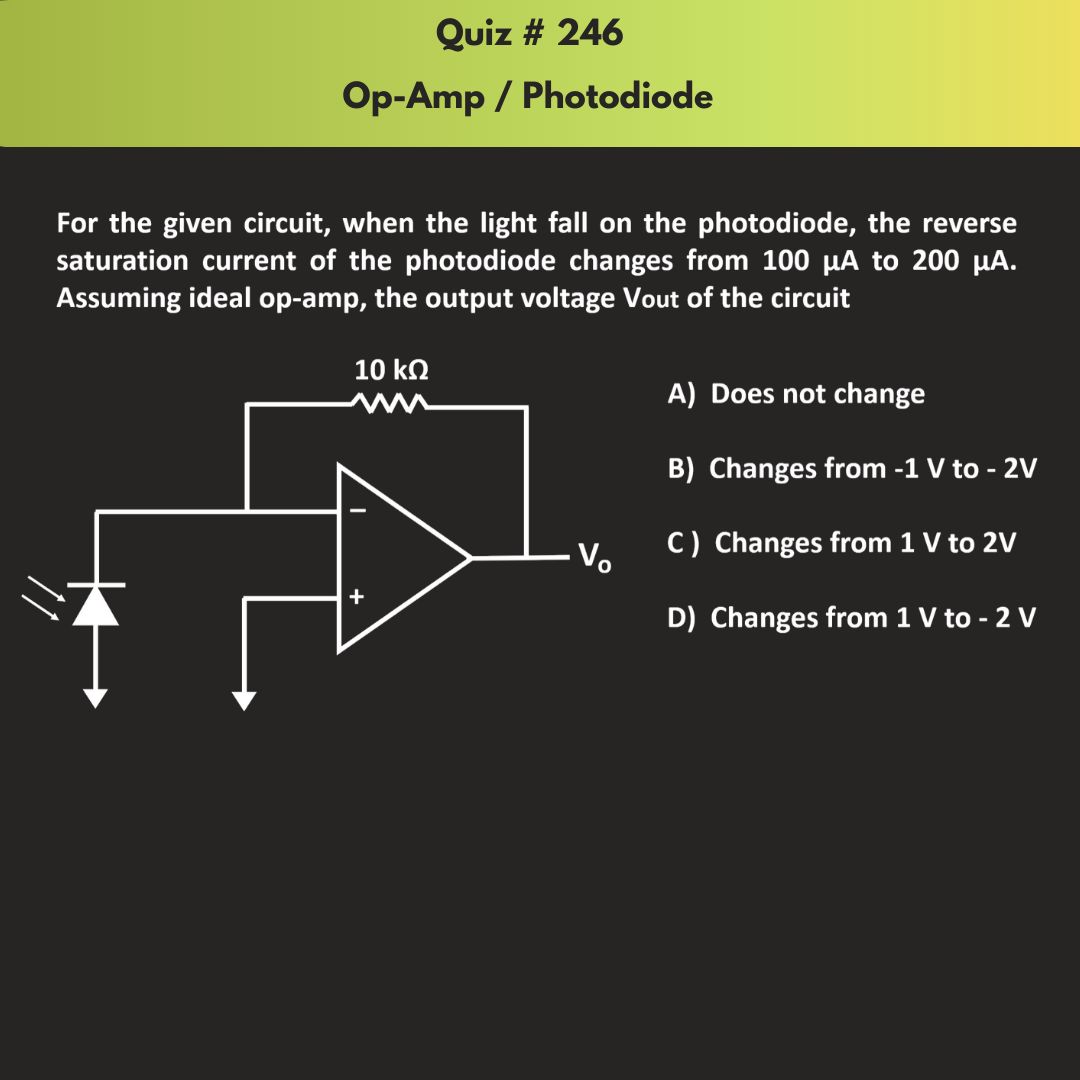 Quiz # 246
Op-Amp / Photodiode
For the given circuit, when the light fall on the photodiode, the reverse
saturation current of the photodiode changes from 100 µA to 200 µA.
Assuming ideal op-amp, the output voltage Vout of the circuit
10 kΩ
A) Does not change
B) Changes from -1 V to - 2V
C ) Changes from 1 V to 2V
D) Changes from 1 V to - 2 V
−
+
Vo